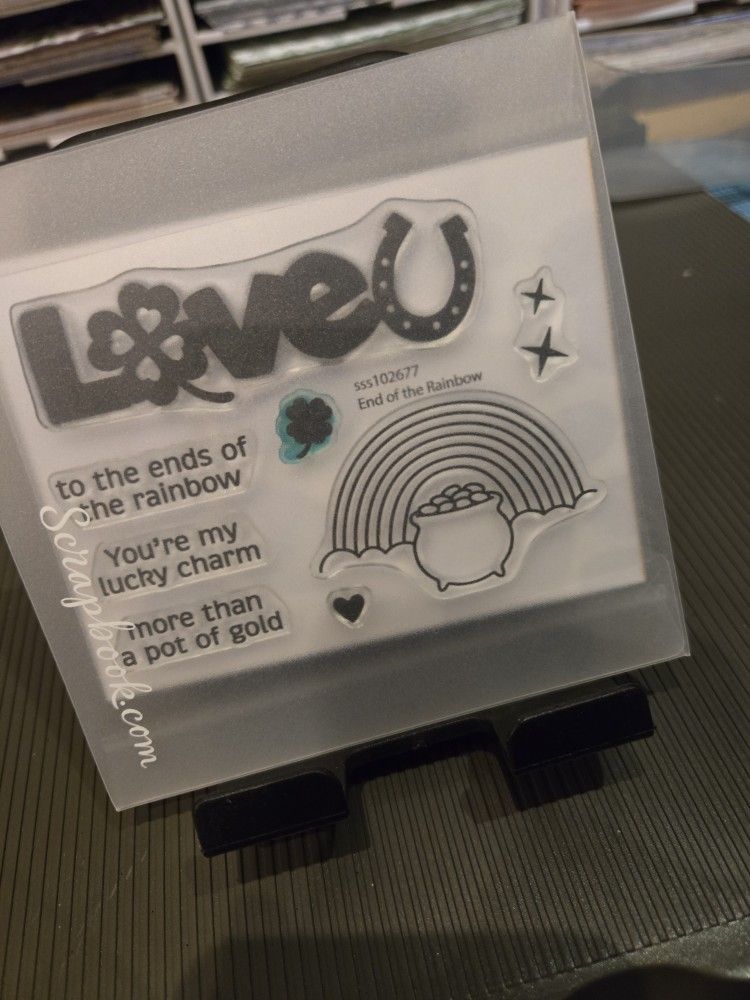 LoveU
sss102677
End of the Rainbow
to the ends of
the rainbow
You're my
lucky charm
more than
a pot of gold
Scrapbook.com